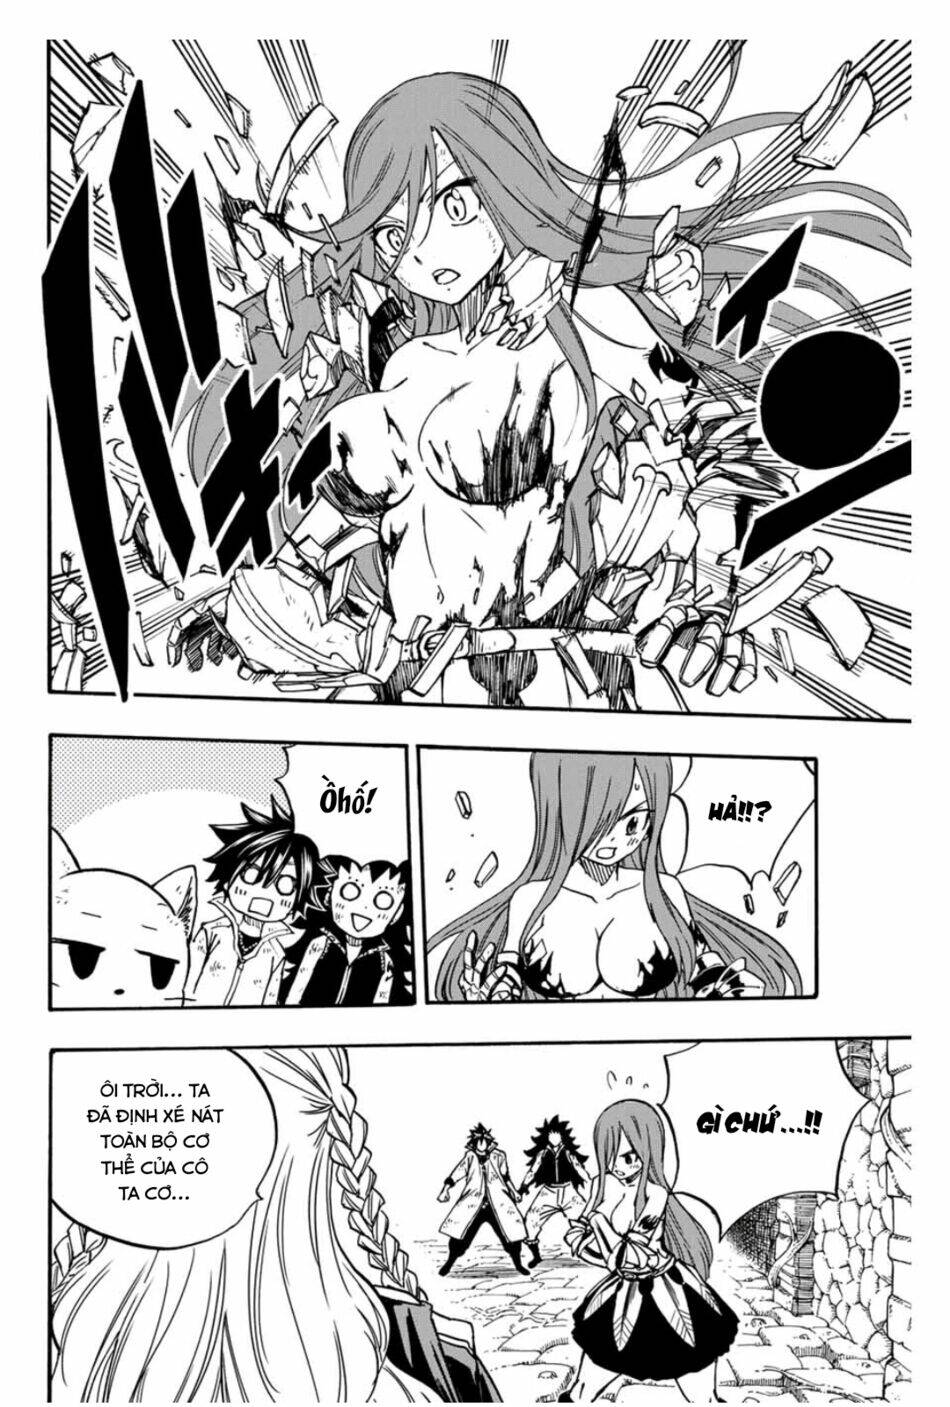 Ồhố!
HẢ!!?
ÔI TRỜI... TA
ĐÃ ĐỊNH XÉ NÁT
TOÀN BỘ CƠ
THỂ CỦA CÔ
TA CƠ...
GÌ CHỨ...!!